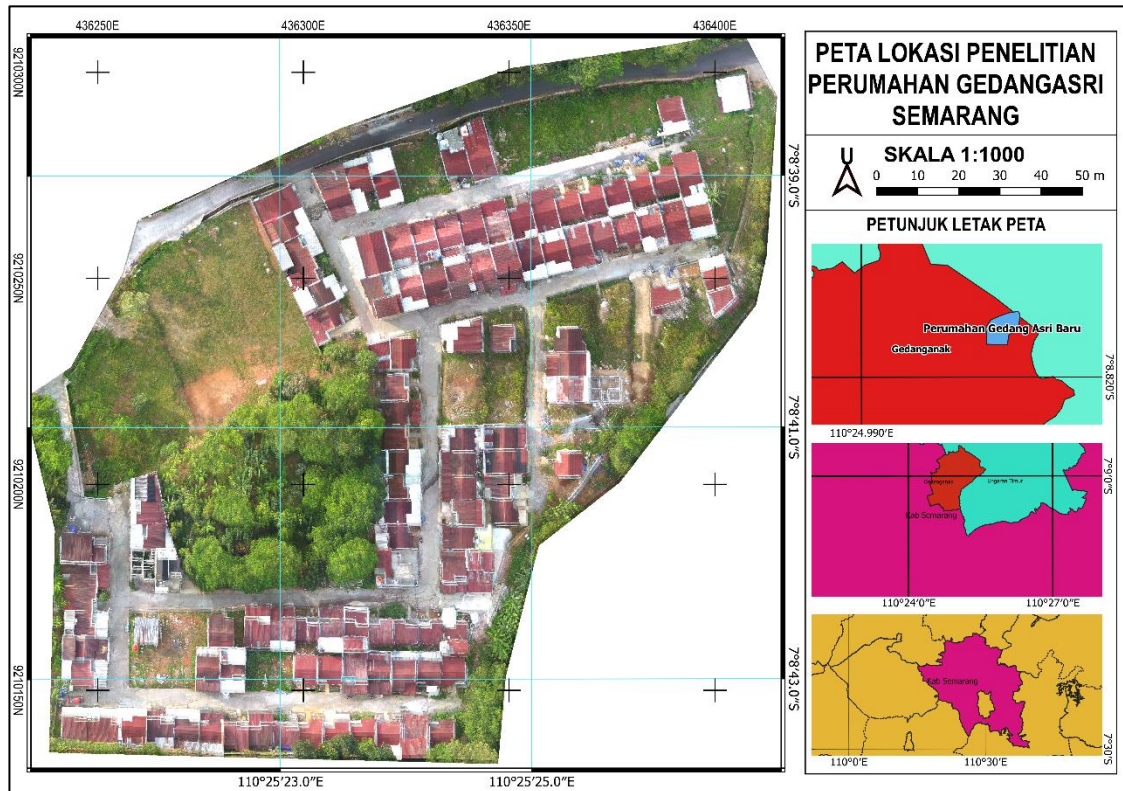 436250E 436300E 436350E 436400E
9210300N
9210250N
9210200N
9210150N
7°8'39.0"S
7°8'41.0"S
7°8'43.0"S
110°25'23.0"E 110°25'25.0"E
PETA LOKASI PENELITIAN
PERUMAHAN GEDANGASRI
SEMARANG
U
SKALA 1:1000
0 10 20 30 40 50 m
PETUNJUK LETAK PETA
Perumahan Gedang Asri Baru
Gedanganak
7°8.820'S
110°24.990'E
Gedanganak
Ungaran Timur
Kab Semarang
7°9'0"S
110°24'0"E 110°27'0"E
Kab Semarang
7°30'S
110°0'E 110°30'E